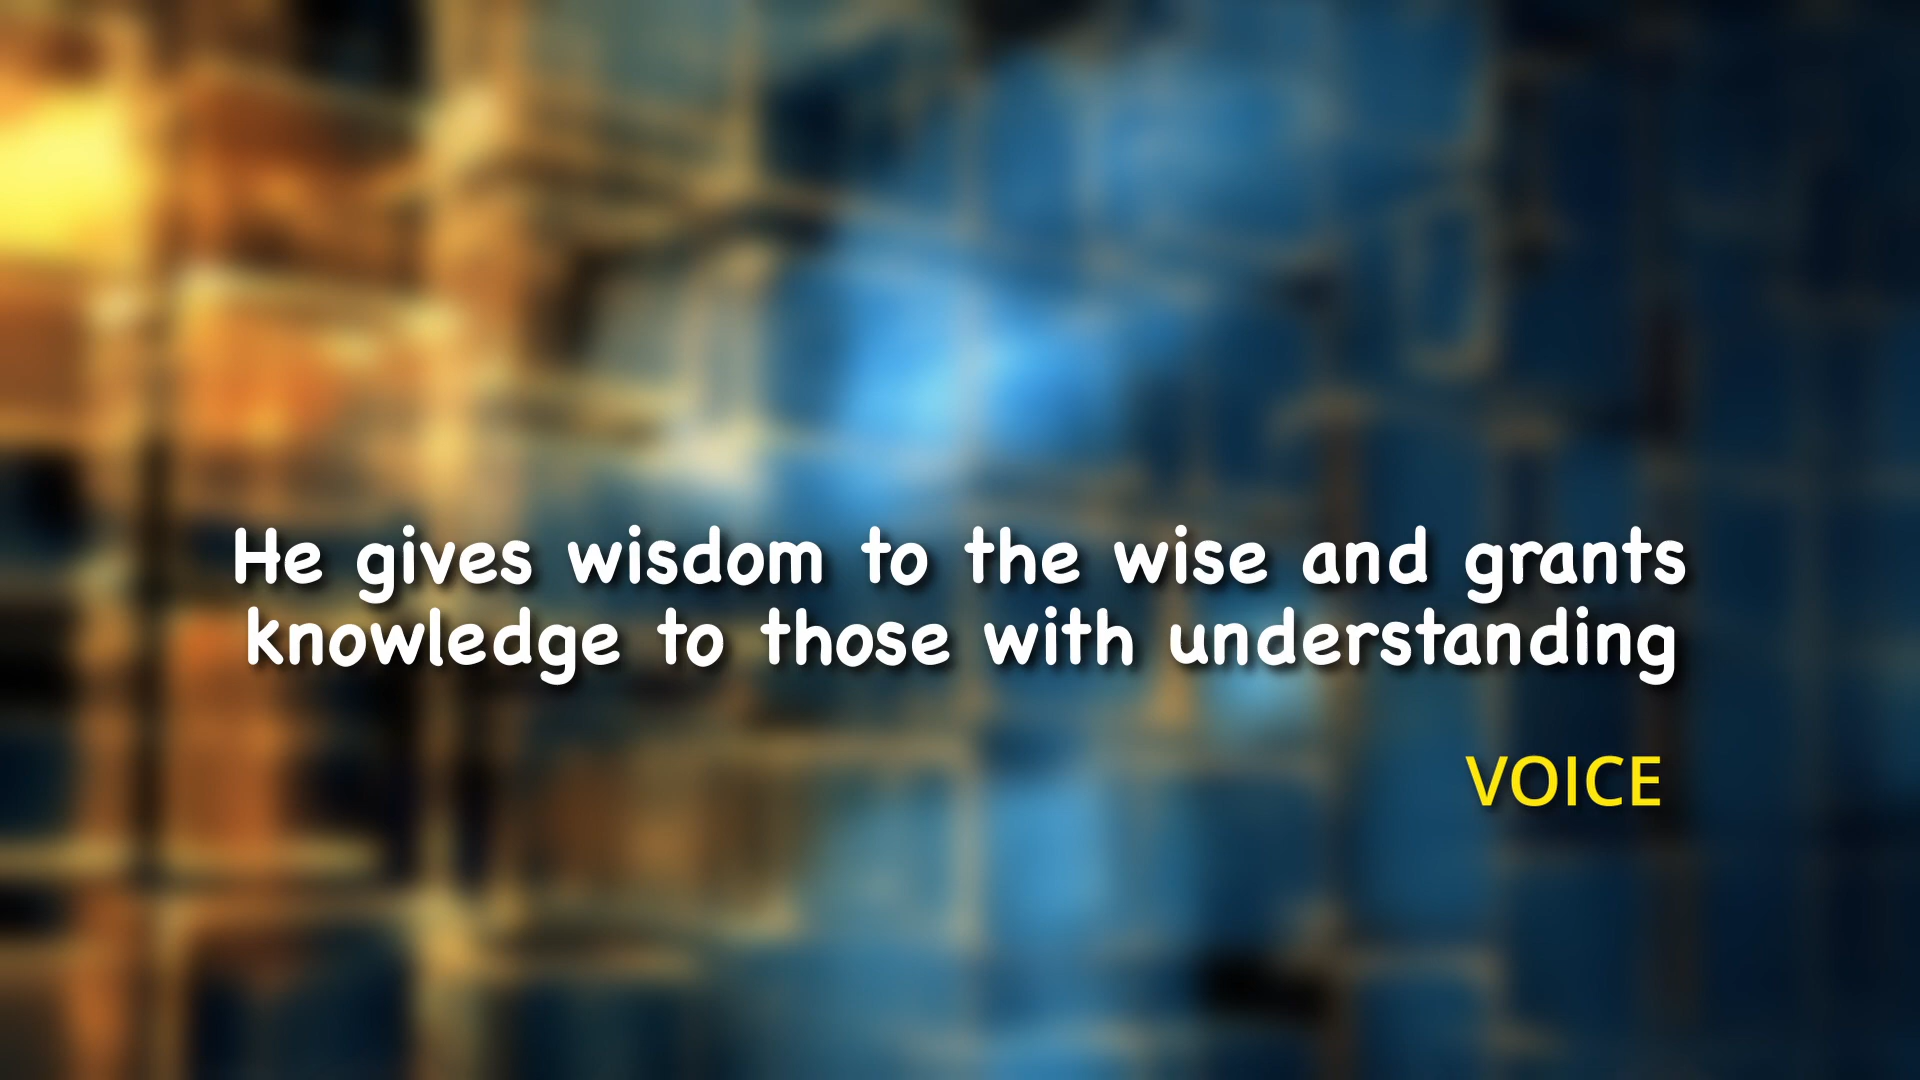 He gives wisdom to the wise and grants
knowledge to those with understanding
VOICE